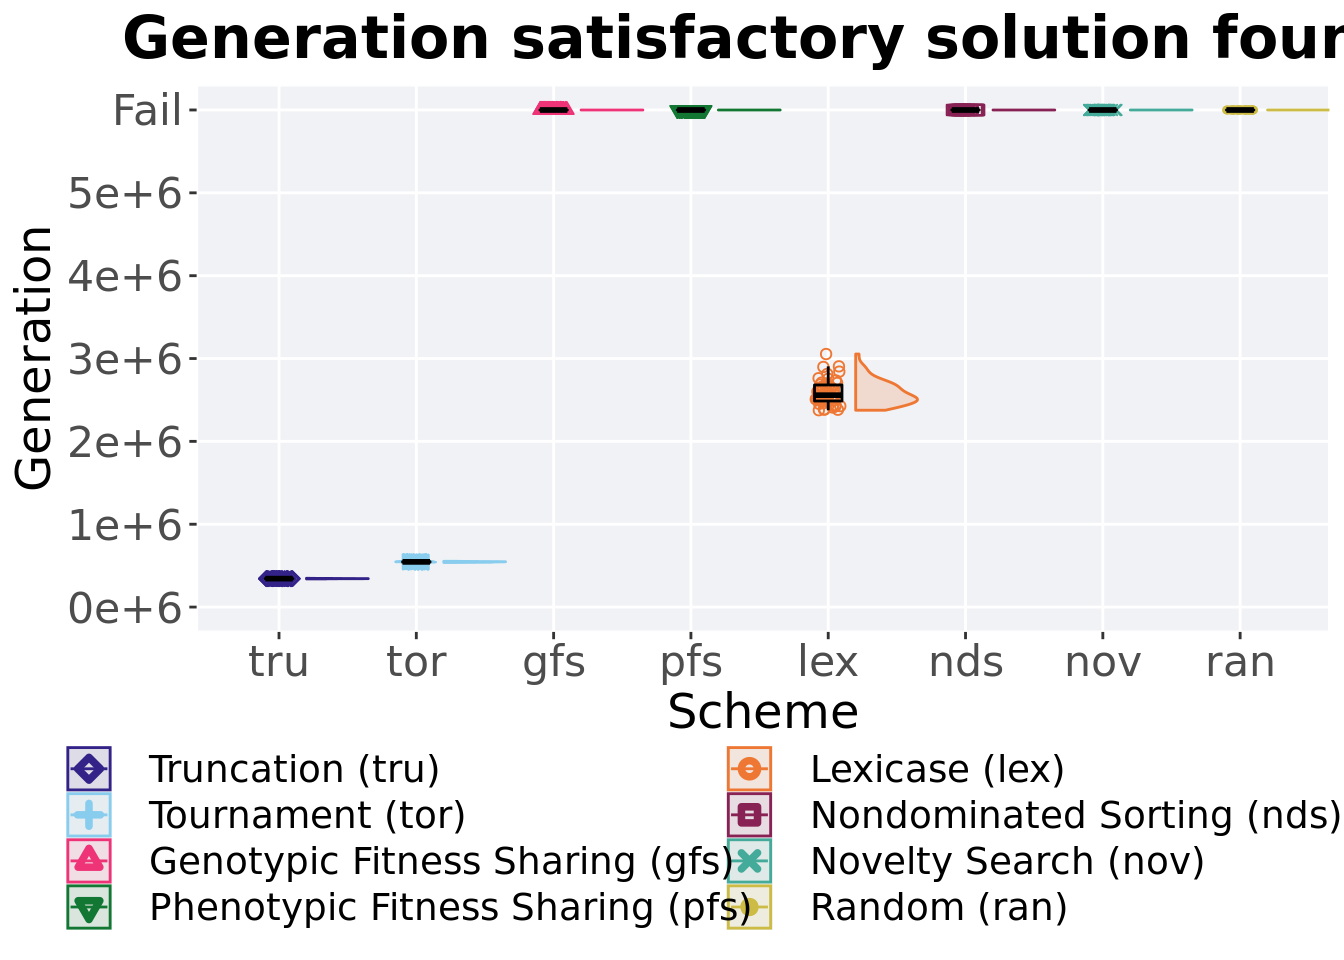 Generation satisfactory solution four
Fail
5e+6
4e+6
3e+6
2e+6
1e+6
0e+6
Generation
tru tor gfs pfs lex nds nov ran
Scheme
Truncation (tru)
Tournament (tor)
Genotypic Fitness Sharing (gfs)
Phenotypic Fitness Sharing (pfs)
Lexicase (lex)
Nondominated Sorting (nds)
Novelty Search (nov)
Random (ran)